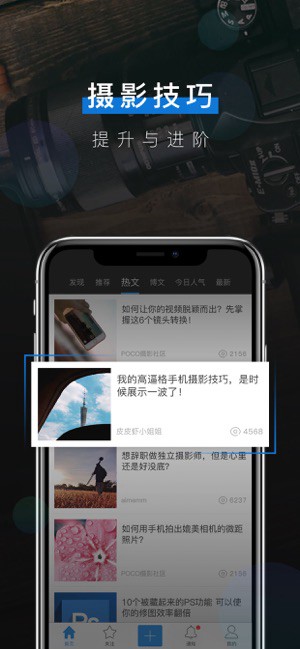 摄影技巧
提升与进阶
发现 推荐 热文 博文 今日人气 最新
如何让你的视频脱颖而出？先掌
握这6个镜头转换！
POCO摄影社区 2156
我的高逼格手机摄影技巧，是时
候展示一波了！
皮皮虾小姐姐 4568
想辞职做独立摄影师，但是心里
还是好没底？
6237
如何用手机拍出媲美相机的微距
照片？
POCO摄影社区 2158
10个被藏起来的PS功能 可以使
你的修图效率翻倍
首页 通知 我的